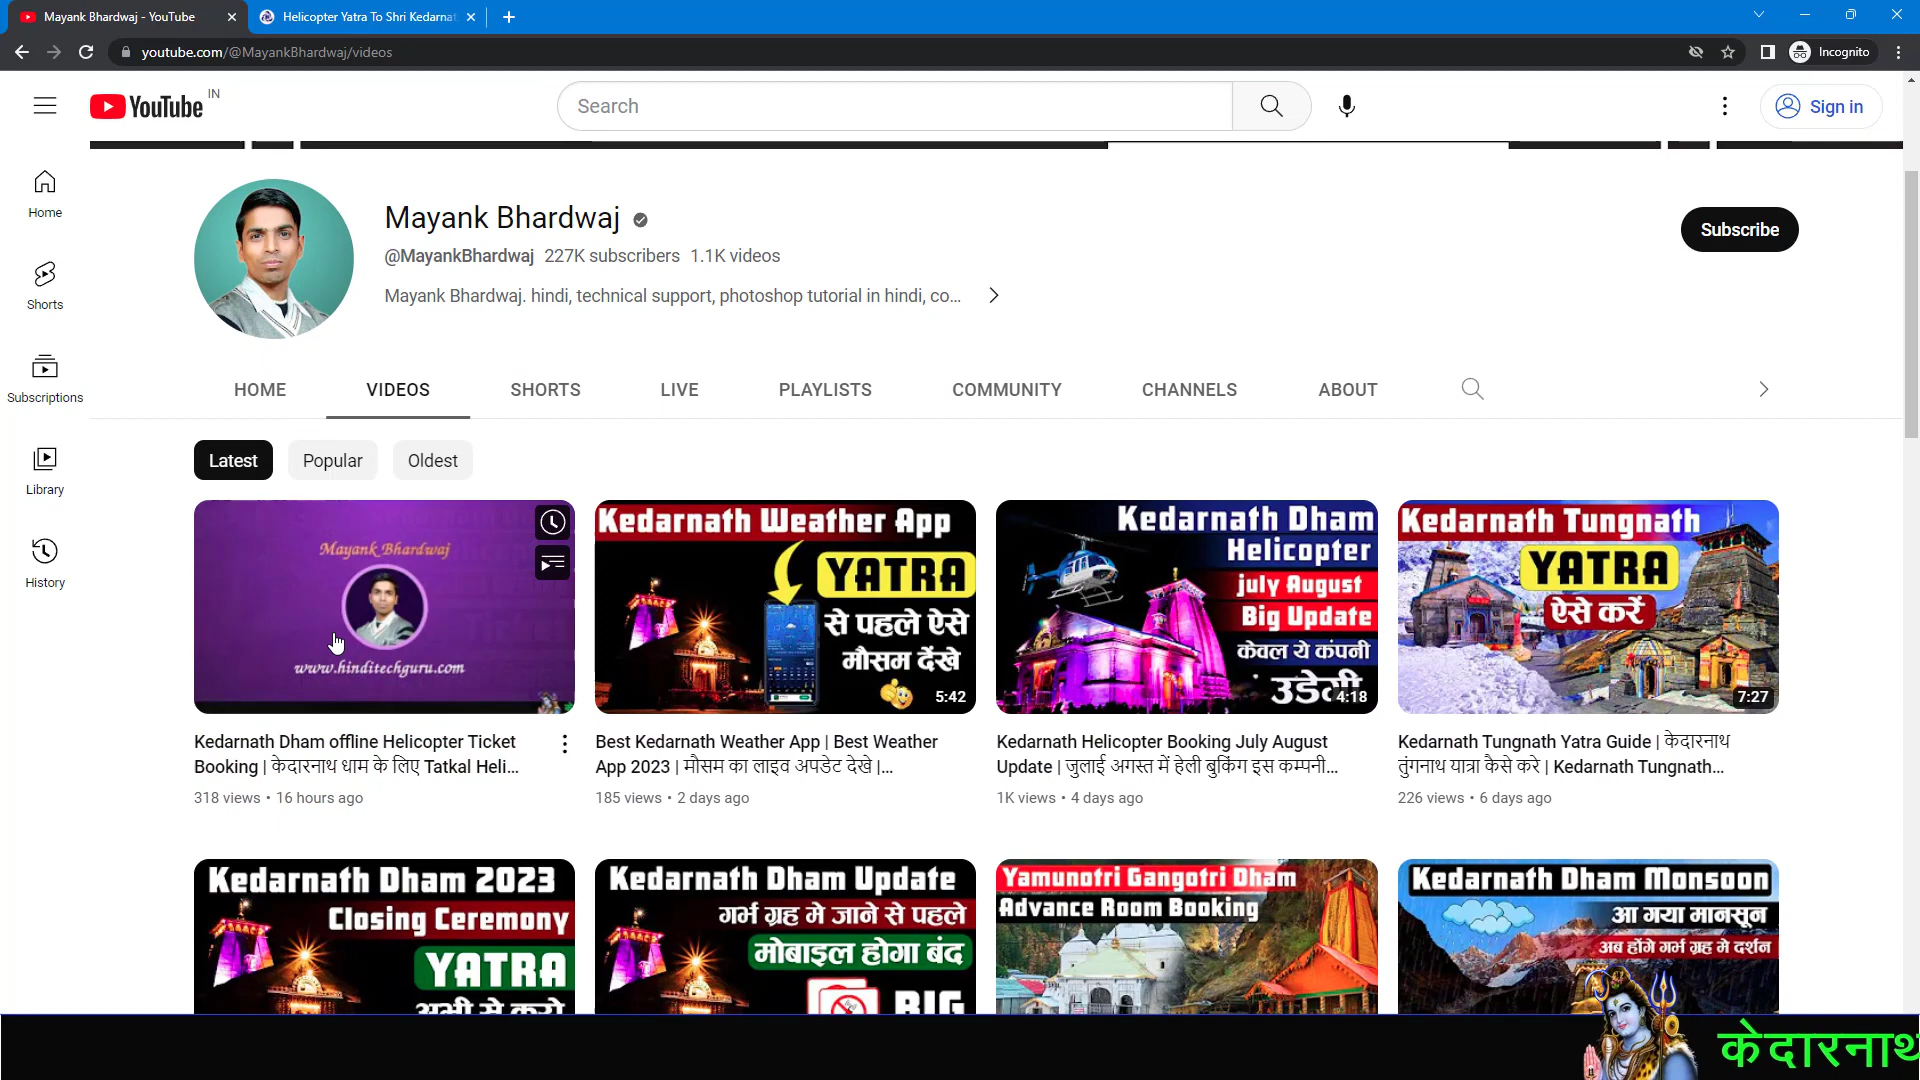 Mayank Bhardwaj - YouTube
Helicopter Yatra To Shri Kedarnat
youtube.com/@MayankBhardwaj/videos
Incognito
YouTube IN
Search
Sign in
Home
Shorts
Subscriptions
Library
History
Mayank Bhardwaj
@MayankBhardwaj 227K subscribers 1.1K videos
Mayank Bhardwaj. hindi, technical support, photoshop tutorial in hindi, co...
Subscribe
HOME VIDEOS SHORTS LIVE PLAYLISTS COMMUNITY CHANNELS ABOUT
Latest Popular Oldest
Mayank Bhardwaj
www.hinditechguru.com
Kedarnath Dham offline Helicopter Ticket
Booking | केदारनाथ धाम के लिए Tatkal Heli...
318 views • 16 hours ago
Kedarnath Weather App
YATRA
से पहले ऐसे
मौसम देंखे
5:42
Best Kedarnath Weather App | Best Weather
App 2023 | मौसम का लाइव अपडेट देखे |...
185 views • 2 days ago
Kedarnath Dham
Helicopter
july August
Big Update
केवल ये कंपनी
उडेगी
4:18
Kedarnath Helicopter Booking July August
Update | जुलाई अगस्त में हेली बुकिंग इस कम्पनी...
1K views • 4 days ago
Kedarnath Tungnath
YATRA
ऐसे करें
7:27
Kedarnath Tungnath Yatra Guide | केदारनाथ
तुंगनाथ यात्रा कैसे करे | Kedarnath Tungnath...
226 views • 6 days ago
Kedarnath Dham 2023
Closing Ceremony
YATRA
अभी से करो
Kedarnath Dham Update
गर्भ ग्रह मे जाने से पहले
मोबाइल होगा बंद
BIG
Yamunotri Gangotri Dham
Advance Room Booking
Kedarnath Dham Monsoon
आ गया मानसून
अब होंगे गर्भ ग्रह मे दर्शन
केदारनाथ